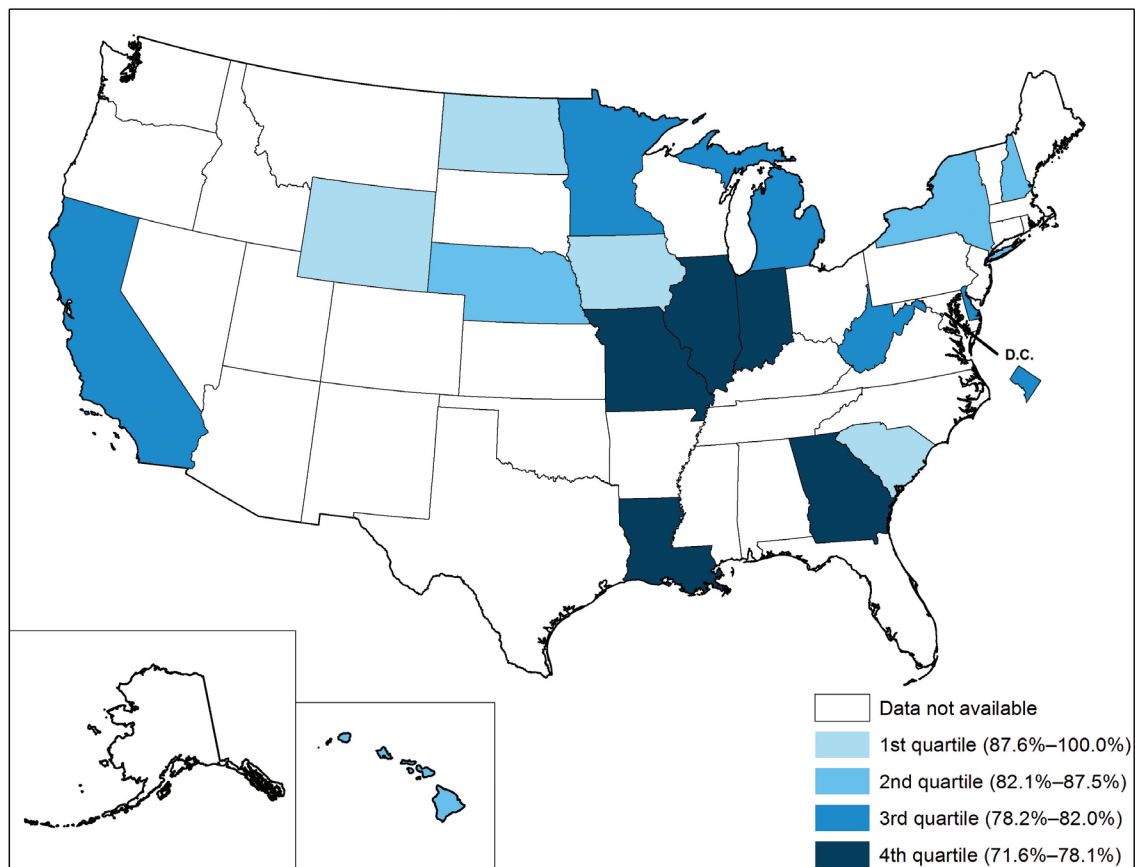 D.C.
Data not available
1st quartile (87.6%–100.0%)
2nd quartile (82.1%–87.5%)
3rd quartile (78.2%–82.0%)
4th quartile (71.6%–78.1%)